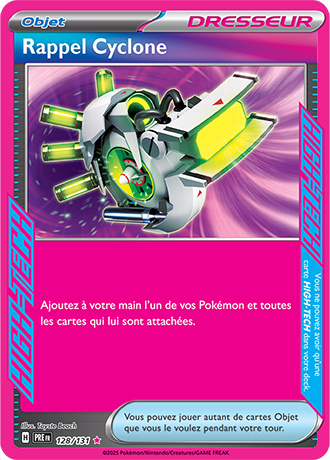 Objet
DRESSEUR
Rappel Cyclone
HIGH-TECH
HIGH-TECH
Vous ne pouvez avoir qu'une
carte HIGH-TECH dans votre deck.
Ajoutez à votre main l'un de vos Pokémon et toutes
les cartes qui lui sont attachées.
Illus. Toyste Beach
H PRE FR 128/131
Vous pouvez jouer autant de cartes Objet
que vous le voulez pendant votre tour.
©2025 Pokémon/Nintendo/Creatures/GAME FREAK